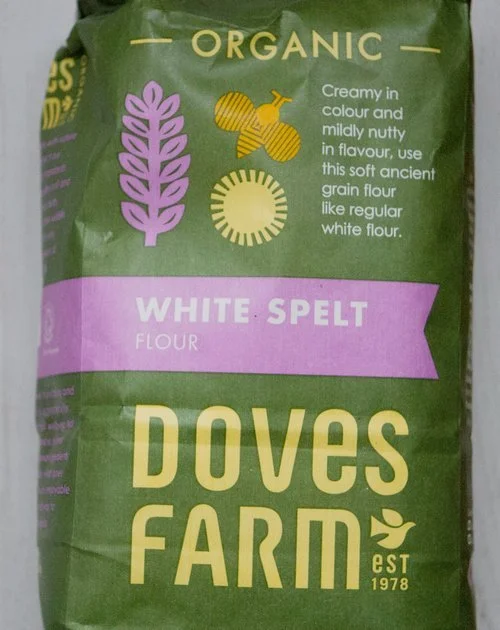 ORGANIC
Creamy in
colour and
mildly nutty
in flavour, use
this soft ancient
grain flour
like regular
white flour.
WHITE SPELT
FLOUR
DOVES
FARM
EST
1978